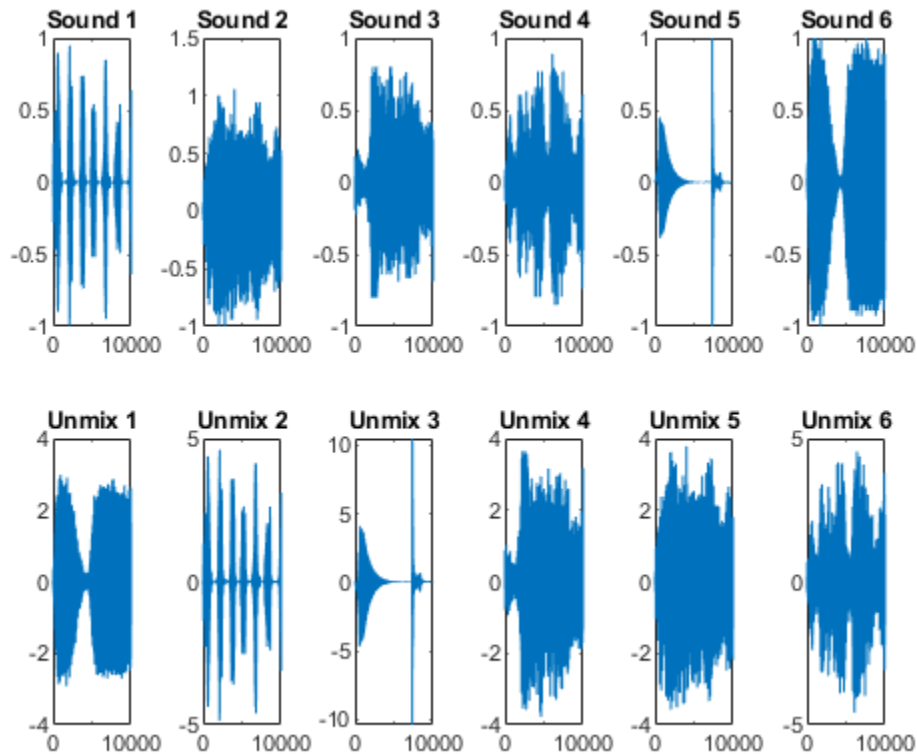 Sound 1 Sound 2 Sound 3 Sound 4 Sound 5 Sound 6
1 1.5 1 1 1 1
1
0.5 0.5 0.5 0.5 0.5
0.5
0 0 0 0 0
0
-0.5 -0.5 -0.5 -0.5 -0.5 -0.5
-1 -1 -1 -1 -1 -1
0 10000 0 10000 0 10000 0 10000 0 10000 0 10000
Unmix 1 Unmix 2 Unmix 3 Unmix 4 Unmix 5 Unmix 6
4 5 10 4 4 5
2 5 2 2
0 0 0 0 0 0
-2 -5 -2 -2
-4 -5 -10 -4 -4 -5
0 10000 0 10000 0 10000 0 10000 0 10000 0 10000